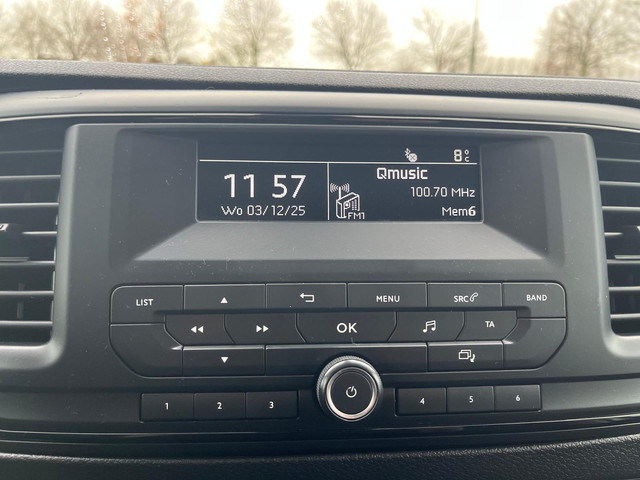 8°C
11 57
Wo 03/12/25
Qmusic
100.70 MHz
FM1
Mem6
LIST
MENU
SRC
BAND
OK
TA
1 2 3 4 5 6